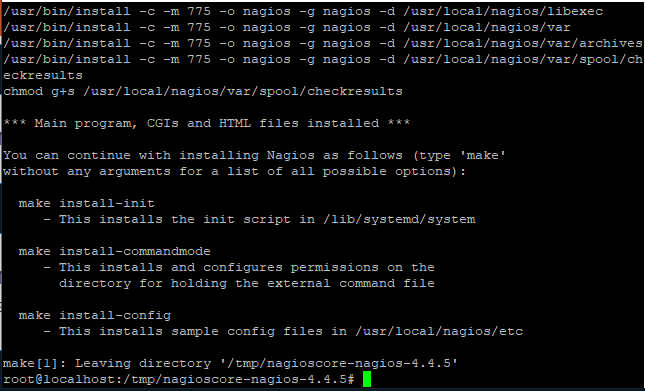 /usr/bin/install -c -m 775 -o nagios -g nagios -d /usr/local/nagios/libexec
/usr/bin/install -c -m 775 -o nagios -g nagios -d /usr/local/nagios/var
/usr/bin/install -c -m 775 -o nagios -g nagios -d /usr/local/nagios/var/archives
/usr/bin/install -c -m 775 -o nagios -g nagios -d /usr/local/nagios/var/spool/ch
eckresults
chmod g+s /usr/local/nagios/var/spool/checkresults

*** Main program, CGIs and HTML files installed ***

You can continue with installing Nagios as follows (type 'make'
without any arguments for a list of all possible options):

  make install-init
     - This installs the init script in /lib/systemd/system

  make install-commandmode
     - This installs and configures permissions on the
       directory for holding the external command file

  make install-config
     - This installs sample config files in /usr/local/nagios/etc

make[1]: Leaving directory '/tmp/nagioscore-nagios-4.4.5'
root@localhost:/tmp/nagioscore-nagios-4.4.5#